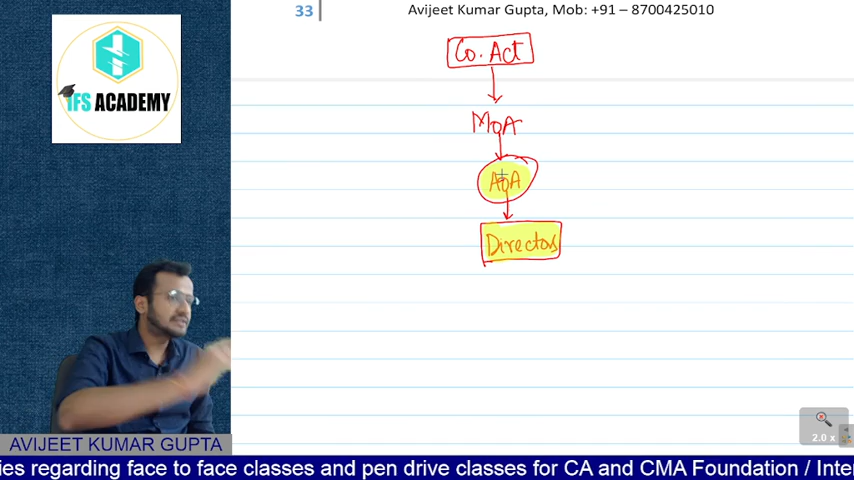 33
Avijeet Kumar Gupta, Mob: +91 – 8700425010
Co. Act
MOA
AOA
Directors
IFS ACADEMY
2.0 x
AVIJEET KUMAR GUPTA
ies regarding face to face classes and pen drive classes for CA and CMA Foundation / Inter